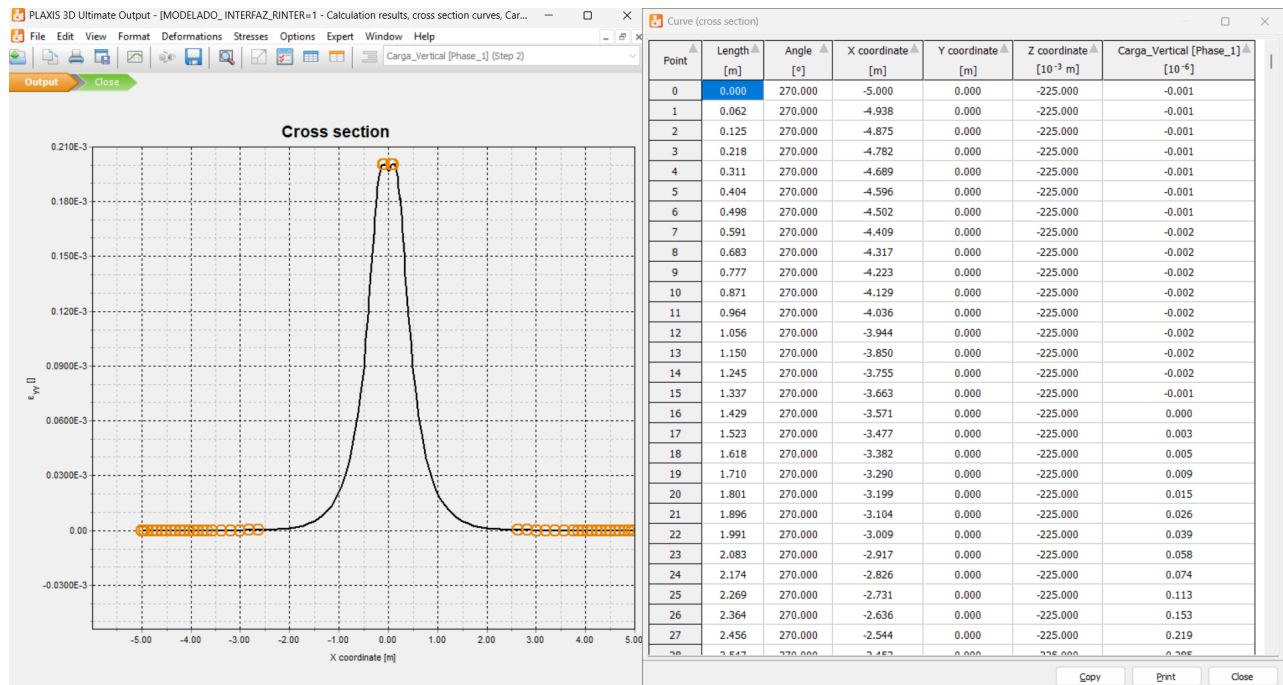 PLAXIS 3D Ultimate Output - [MODELADO_ INTERFAZ_RINTER=1 - Calculation results, cross section curves, Car...
File Edit View Format Deformations Stresses Options Expert Window Help
Carga_Vertical [Phase_1] (Step 2)
Output Close
Cross section
0.210E-3
0.180E-3
0.150E-3
0.120E-3
0.0900E-3
0.0600E-3
0.0300E-3
0.00
-0.0300E-3
ε yy []
-5.00 -4.00 -3.00 -2.00 -1.00 0.00 1.00 2.00 3.00 4.00 5.00
X coordinate [m]
Curve (cross section)
Point Length Angle X coordinate Y coordinate Z coordinate Carga_Vertical [Phase_1]
[m] [°] [m] [m] [10⁻³ m] [10⁻⁶]
0 0.000 270.000 -5.000 0.000 -225.000 -0.001
1 0.062 270.000 -4.938 0.000 -225.000 -0.001
2 0.125 270.000 -4.875 0.000 -225.000 -0.001
3 0.218 270.000 -4.782 0.000 -225.000 -0.001
4 0.311 270.000 -4.689 0.000 -225.000 -0.001
5 0.404 270.000 -4.596 0.000 -225.000 -0.001
6 0.498 270.000 -4.502 0.000 -225.000 -0.001
7 0.591 270.000 -4.409 0.000 -225.000 -0.002
8 0.683 270.000 -4.317 0.000 -225.000 -0.002
9 0.777 270.000 -4.223 0.000 -225.000 -0.002
10 0.871 270.000 -4.129 0.000 -225.000 -0.002
11 0.964 270.000 -4.036 0.000 -225.000 -0.002
12 1.056 270.000 -3.944 0.000 -225.000 -0.002
13 1.150 270.000 -3.850 0.000 -225.000 -0.002
14 1.245 270.000 -3.755 0.000 -225.000 -0.002
15 1.337 270.000 -3.663 0.000 -225.000 -0.001
16 1.429 270.000 -3.571 0.000 -225.000 0.000
17 1.523 270.000 -3.477 0.000 -225.000 0.003
18 1.618 270.000 -3.382 0.000 -225.000 0.005
19 1.710 270.000 -3.290 0.000 -225.000 0.009
20 1.801 270.000 -3.199 0.000 -225.000 0.015
21 1.896 270.000 -3.104 0.000 -225.000 0.026
22 1.991 270.000 -3.009 0.000 -225.000 0.039
23 2.083 270.000 -2.917 0.000 -225.000 0.058
24 2.174 270.000 -2.826 0.000 -225.000 0.074
25 2.269 270.000 -2.731 0.000 -225.000 0.113
26 2.364 270.000 -2.636 0.000 -225.000 0.153
27 2.456 270.000 -2.544 0.000 -225.000 0.219
Copy Print Close